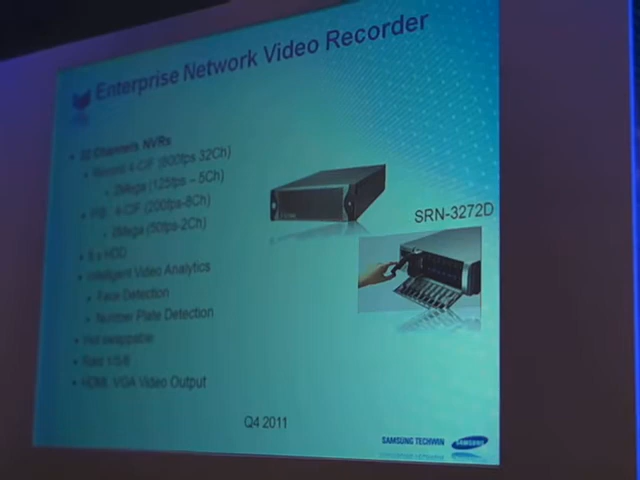 Enterprise Network Video Recorder
32 Channels NVRs
Record 4-CIF (800fps 32Ch)
2Mega (125fps – 5Ch)
4-CIF (200fps-8Ch)
2Mega (50fps-2Ch)
8 x HDD
Intelligent Video Analytics
Face Detection
Number Plate Detection
Hot swappable
Raid
HDMI, VGA Video Output
SRN-3272D
Q4 2011
SAMSUNG TECHWIN
SAMSUNG